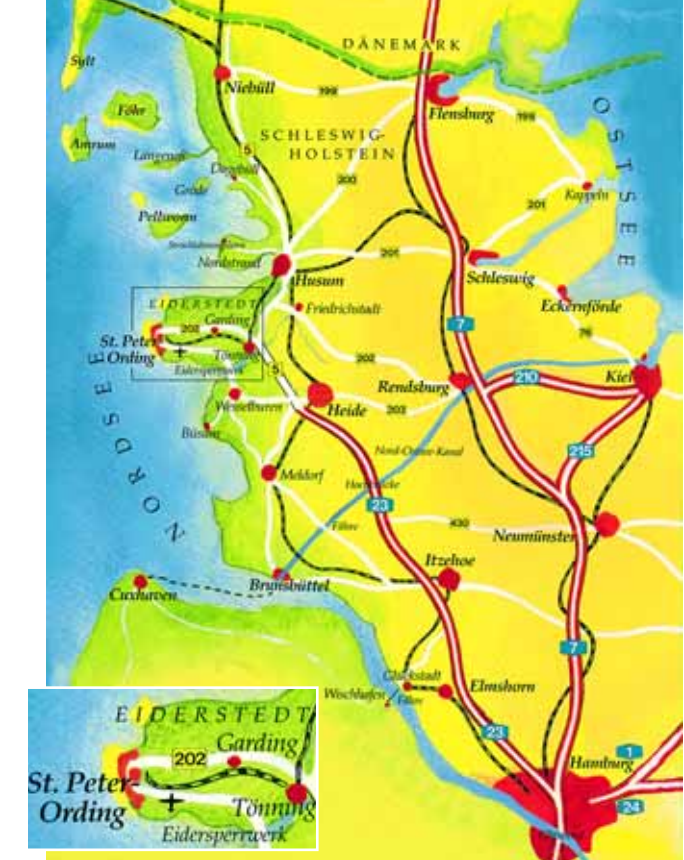 DÄNEMARK
Sylt
Niebüll
199
Flensburg
199
OSTSEE
Föhr
SCHLESWIG-
HOLSTEIN
Amrum
5
Langeness
Dagebüll
200
Kappeln
Gröde
201
Pellworm
Nordstrand
201
Husum
Schleswig
Eckernförde
EIDERSTEDT
Friedrichstadt
202
Garding
7
76
St. Peter-
Ording
Tönning
Eidersperrwerk
5
202
Rendsburg
210
Kiel
Wesselburen
Heide
203
NORDSEE
Büsum
Nord-Ostsee-Kanal
215
Meldorf
23
Fähre
430
Neumünster
Itzehoe
Brunsbüttel
Cuxhaven
7
Glückstadt
Wischhafen
Fähre
Elmshorn
23
Hamburg
1
24
EIDERSTEDT
202
Garding
St. Peter-
Ording
Tönning
Eidersperrwerk